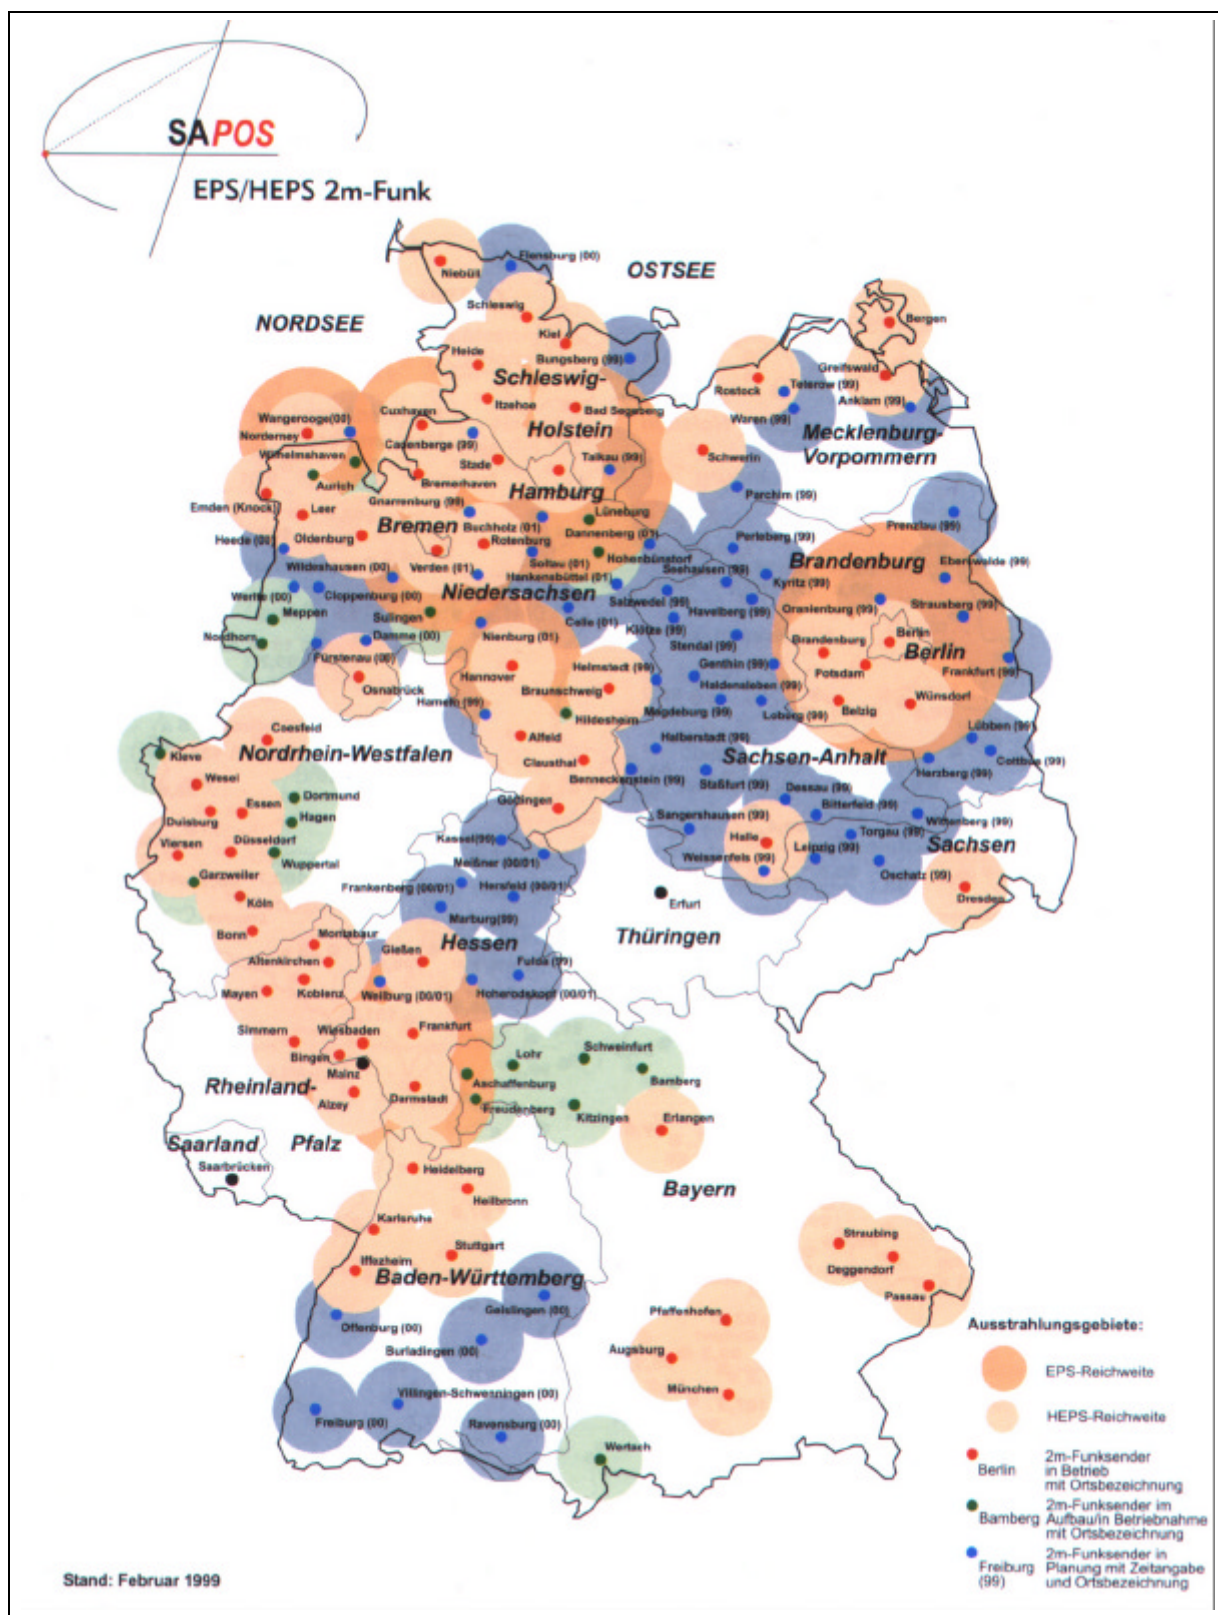 SAPOS
EPS/HEPS 2m-Funk
Flensburg (00)
OSTSEE
Niebüll
Schleswig
NORDSEE
Bergen
Kiel
Heide
Bungsberg (99)
Greifswald
Schleswig-
Rostock
Teterow (99)
Anklam (99)
Itzehoe
Bad Segeberg
Waren (99)
Wangerooge(00)
Cuxhaven
Holstein
Mecklenburg-
Norderney
Cadenberge (99)
Vorpommern
Wilhelmshaven
Stade
Talkau (99)
Schwerin
Aurich
Bremerhaven
Hamburg
Parchim (99)
Gnarrenburg (99)
Emden (Knock)
Leer
Lüneburg
Prenzlau (99)
Bremen
Buchholz (01)
Dannenberg (01)
Heede (00)
Oldenburg
Rotenburg
Perleberg (99)
Soltau (01)
Hohenbünstorf
Brandenburg
Eberswalde (99)
Wildeshausen (00)
Verden (01)
Hankensbüttel (01)
Seehausen (99)
Kyritz (99)
Werlte (00)
Cloppenburg (00)
Niedersachsen
Salzwedel (99)
Havelberg (99)
Oranienburg (99)
Strausberg (99)
Meppen
Sulingen
Celle (01)
Klötze (99)
Nordhorn
Damme (00)
Nienburg (01)
Stendal (99)
Brandenburg
Berlin
Berlin
Fürstenau (00)
Helmstedt (99)
Genthin (99)
Potsdam
Frankfurt (99)
Osnabrück
Hannover
Braunschweig
Haldensleben (99)
Wünsdorf
Hameln (99)
Magdeburg (99)
Loburg (99)
Belzig
Hildesheim
Lübben (99)
Coesfeld
Alfeld
Halberstadt (99)
Kleve
Nordrhein-Westfalen
Sachsen-Anhalt
Clausthal
Herzberg (99)
Cottbus (99)
Wesel
Benneckenstein (99)
Staßfurt (99)
Dessau (99)
Essen
Dortmund
Göttingen
Bitterfeld (99)
Duisburg
Hagen
Sangershausen (99)
Wittenberg (99)
Viersen
Düsseldorf
Kassel(99)
Halle
Torgau (99)
Sachsen
Wuppertal
Meißner (00/01)
Weissenfels (99)
Leipzig (99)
Garzweiler
Frankenberg (00/01)
Hersfeld (00/01)
Oschatz (99)
Köln
Erfurt
Dresden
Marburg(99)
Bonn
Montabaur
Gießen
Hessen
Thüringen
Altenkirchen
Fulda (99)
Mayen
Koblenz
Weilburg (00/01)
Hoherodskopf (00/01)
Simmern
Wiesbaden
Frankfurt
Bingen
Lohr
Schweinfurt
Mainz
Aschaffenburg
Bamberg
Rheinland-
Alzey
Darmstadt
Freudenberg
Kitzingen
Erlangen
Saarland
Pfalz
Saarbrücken
Heidelberg
Bayern
Heilbronn
Karlsruhe
Straubing
Stuttgart
Iffezheim
Deggendorf
Baden-Württemberg
Passau
Geislingen (00)
Pfaffenhofen
Offenburg (00)
Burladingen (00)
Augsburg
München
Villingen-Schwenningen (00)
Freiburg (00)
Ravensburg (00)
Wertach
Ausstrahlungsgebiete:
EPS-Reichweite
HEPS-Reichweite
Berlin
2m-Funksender
in Betrieb
mit Ortsbezeichnung
Bamberg
2m-Funksender im
Aufbau/in Betriebnahme
mit Ortsbezeichnung
Freiburg
(99)
2m-Funksender in
Planung mit Zeitangabe
und Ortsbezeichnung
Stand: Februar 1999